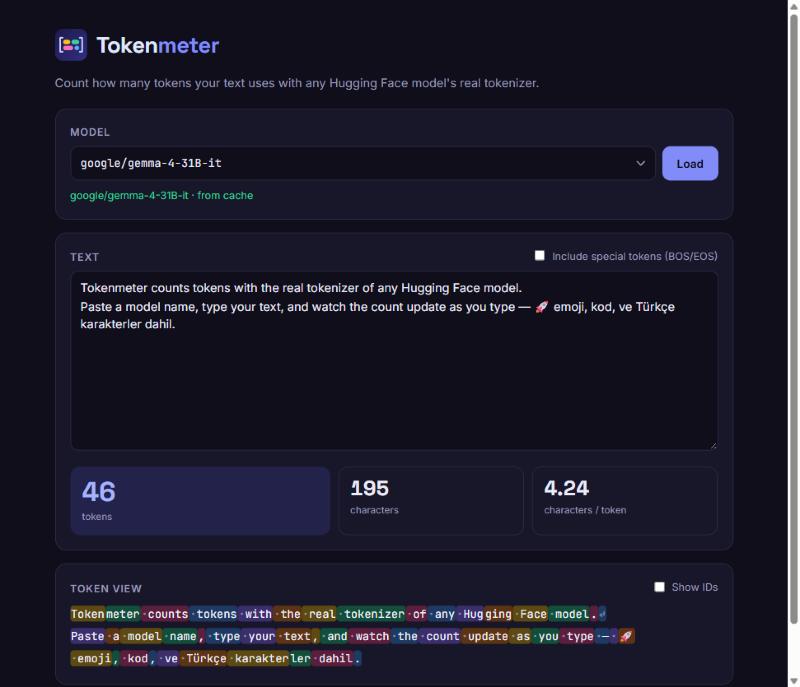 Tokenmeter
Count how many tokens your text uses with any Hugging Face model's real tokenizer.
MODEL
google/gemma-4-31B-it
Load
google/gemma-4-31B-it · from cache
TEXT
Include special tokens (BOS/EOS)
Tokenmeter counts tokens with the real tokenizer of any Hugging Face model.
Paste a model name, type your text, and watch the count update as you type — 🚀 emoji, kod, ve Türkçe
karakterler dahil.
46
tokens
195
characters
4.24
characters / token
TOKEN VIEW
Show IDs
Tokenmeter·counts·tokens·with·the·real·tokenizer·of·any·Hugging·Face·model.↵
Paste·a·model·name,·type·your·text,·and·watch·the·count·update·as·you·type·—·🚀
·emoji,·kod,·ve·Türkçe·karakterler·dahil.